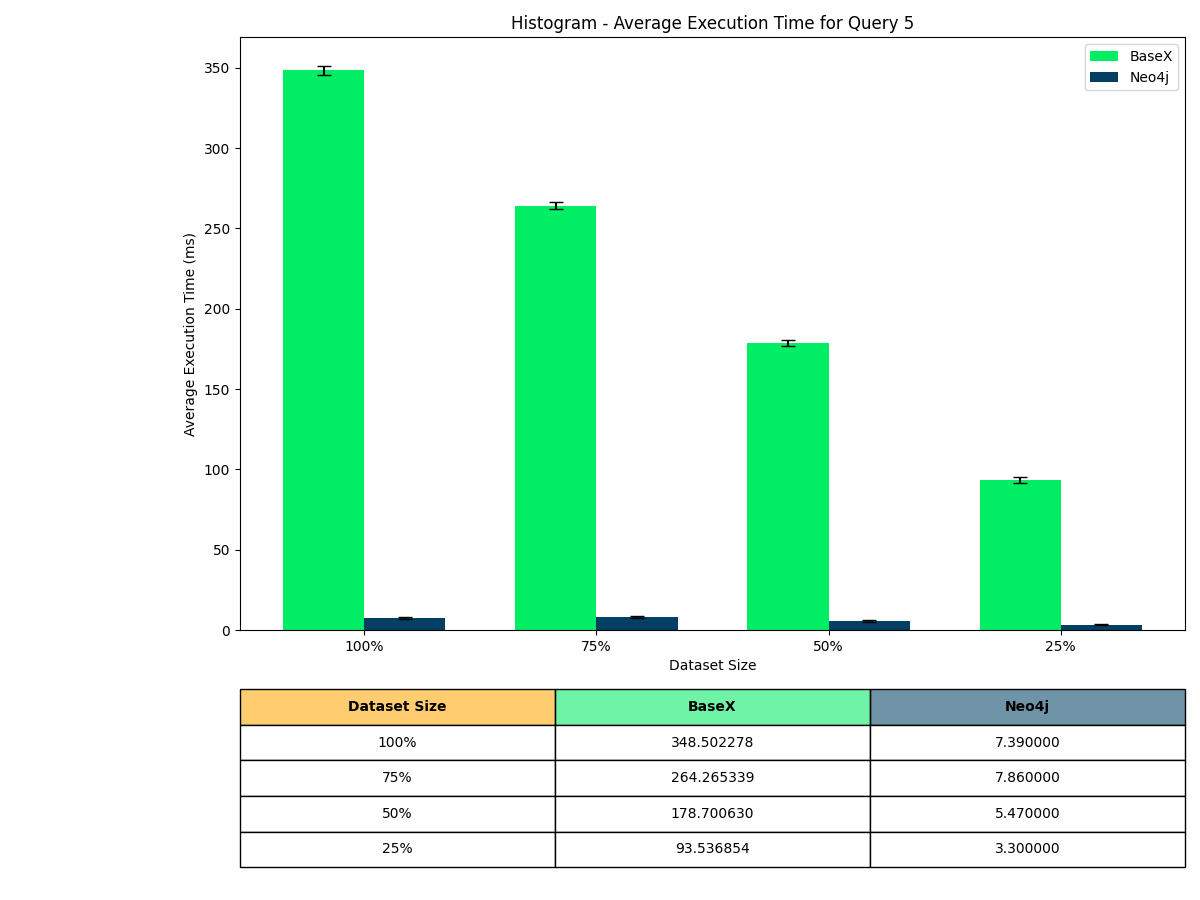 Histogram - Average Execution Time for Query 5
BaseX
Neo4j
Average Execution Time (ms)
350
300
250
200
150
100
50
0
100% 75% 50% 25%
Dataset Size
Dataset Size BaseX Neo4j
100% 348.502278 7.390000
75% 264.265339 7.860000
50% 178.700630 5.470000
25% 93.536854 3.300000